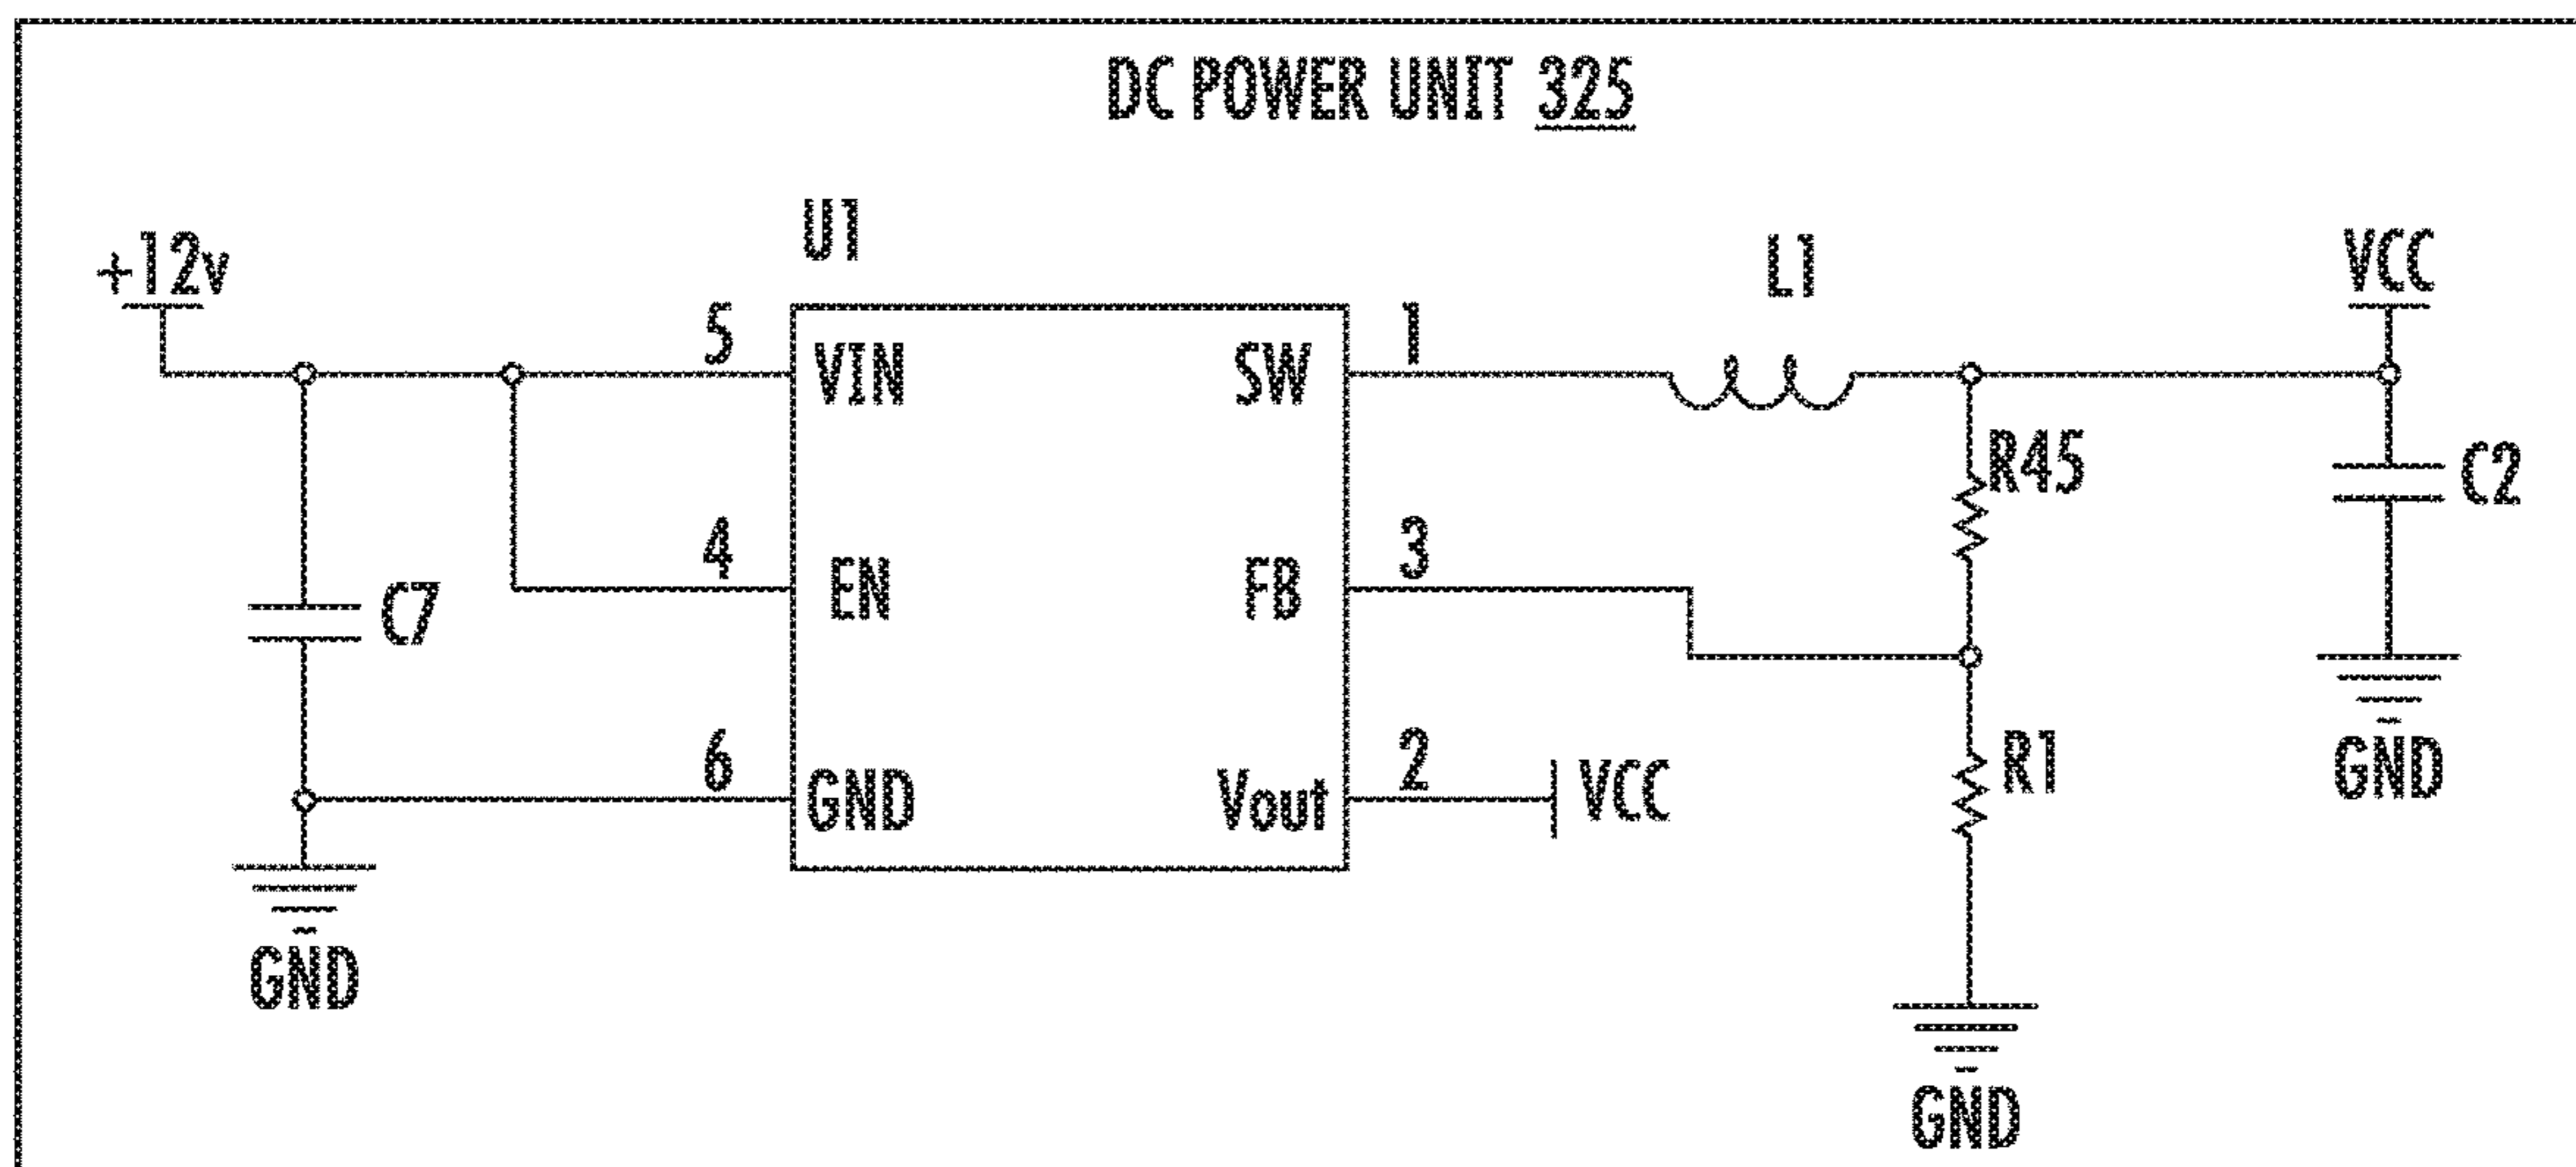 DC POWER UNIT 325
U1
+12v
L1
VCC
5
1
VIN
SW
R45
C2
4
3
EN
FB
C7
6
2
VCC
R1
GND
GND
Vout
GND
GND